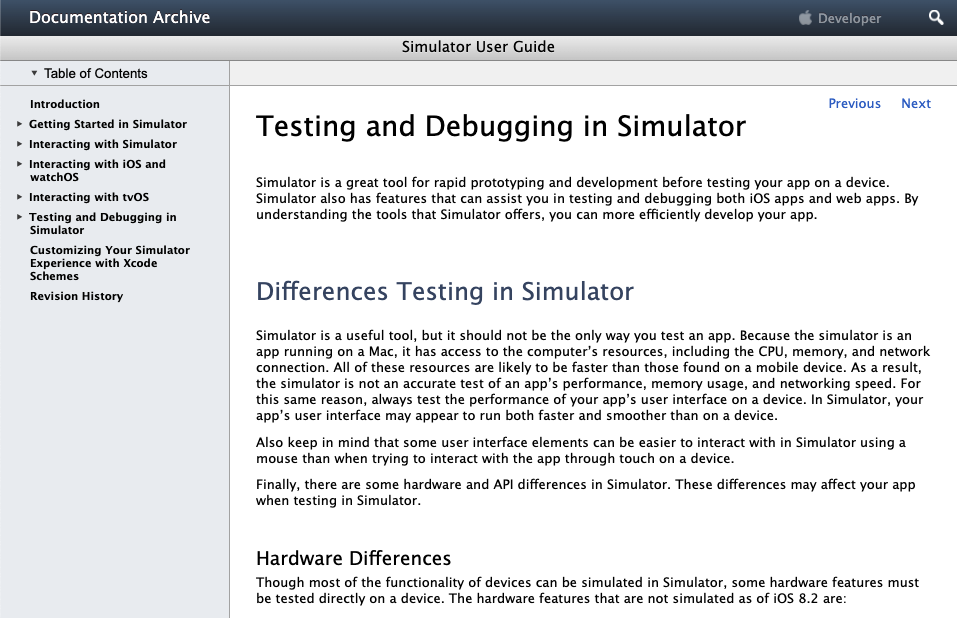 Documentation Archive
Developer
Simulator User Guide
Table of Contents
Introduction
Getting Started in Simulator
Interacting with Simulator
Interacting with iOS and
watchOS
Interacting with tvOS
Testing and Debugging in
Simulator
Customizing Your Simulator
Experience with Xcode
Schemes
Revision History
Previous Next
Testing and Debugging in Simulator
Simulator is a great tool for rapid prototyping and development before testing your app on a device.
Simulator also has features that can assist you in testing and debugging both iOS apps and web apps. By
understanding the tools that Simulator offers, you can more efficiently develop your app.
Differences Testing in Simulator
Simulator is a useful tool, but it should not be the only way you test an app. Because the simulator is an
app running on a Mac, it has access to the computer’s resources, including the CPU, memory, and network
connection. All of these resources are likely to be faster than those found on a mobile device. As a result,
the simulator is not an accurate test of an app’s performance, memory usage, and networking speed. For
this same reason, always test the performance of your app’s user interface on a device. In Simulator, your
app’s user interface may appear to run both faster and smoother than on a device.
Also keep in mind that some user interface elements can be easier to interact with in Simulator using a
mouse than when trying to interact with the app through touch on a device.
Finally, there are some hardware and API differences in Simulator. These differences may affect your app
when testing in Simulator.
Hardware Differences
Though most of the functionality of devices can be simulated in Simulator, some hardware features must
be tested directly on a device. The hardware features that are not simulated as of iOS 8.2 are: